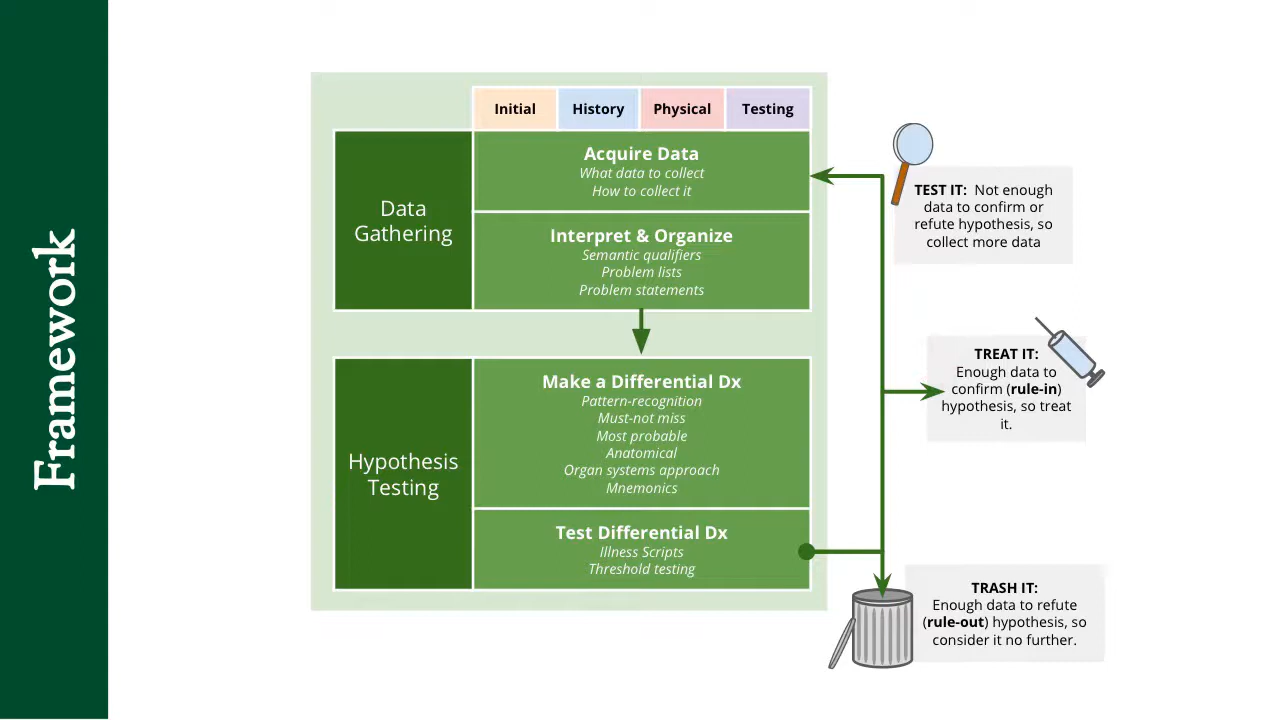 Framework
Initial
History
Physical
Testing
Data
Gathering
Acquire Data
What data to collect
How to collect it
Interpret & Organize
Semantic qualifiers
Problem lists
Problem statements
Hypothesis
Testing
Make a Differential Dx
Pattern-recognition
Must-not miss
Most probable
Anatomical
Organ systems approach
Mnemonics
Test Differential Dx
Illness Scripts
Threshold testing
TEST IT: Not enough
data to confirm or
refute hypothesis, so
collect more data
TREAT IT:
Enough data to
confirm (rule-in)
hypothesis, so treat
it.
TRASH IT:
Enough data to refute
(rule-out) hypothesis, so
consider it no further.